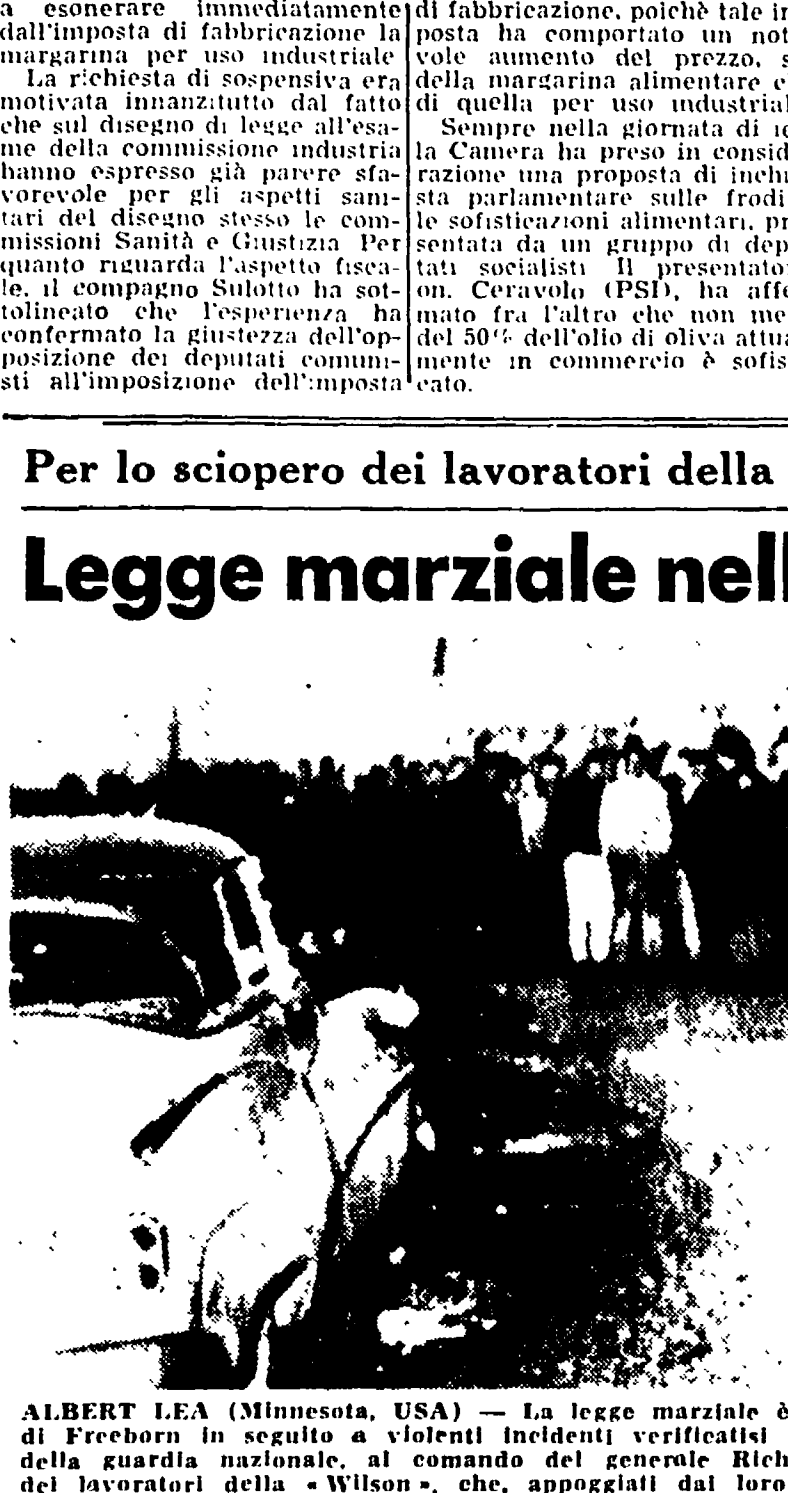 a esonerare immediatamente
dall'imposta di fabbricazione la
margarina per uso industriale
La richiesta di sospensiva era
motivata innanzitutto dal fatto
che sul disegno di legge all'esa-
me della commissione industria
hanno espresso già parere sfa-
vorevole per gli aspetti sani-
tari del disegno stesso le com-
missioni Sanità e Giustizia Per
quanto riguarda l'aspetto fisca-
le, il compagno Sulotto ha sot-
tolineato che l'esperienza ha
confermato la giustezza dell'op-
posizione dei deputati comuni-
sti all'imposizione dell'imposta
di fabbricazione, poichè tale im
posta ha comportato un not
vole aumento del prezzo, s
della margarina alimentare c
di quella per uso industrial
Sempre nella giornata di ie
la Camera ha preso in consid
razione una proposta di inchi
sta parlamentare sulle frodi
le sofisticazioni alimentari, pr
sentata da un gruppo di dep
tati socialisti Il presentato
on. Ceravolo (PSI), ha affe
mato fra l'altro che non me
del 50% dell'olio di oliva attua
mente in commercio è sofis
cato.
Per lo sciopero dei lavoratori della
Legge marziale nell
ALBERT LEA (Minnesota, USA) — La legge marziale è
di Freeborn in seguito a violenti incidenti verificatisi
della guardia nazionale, al comando del generale Rich
dei lavoratori della «Wilson», che, appoggiati dai loro